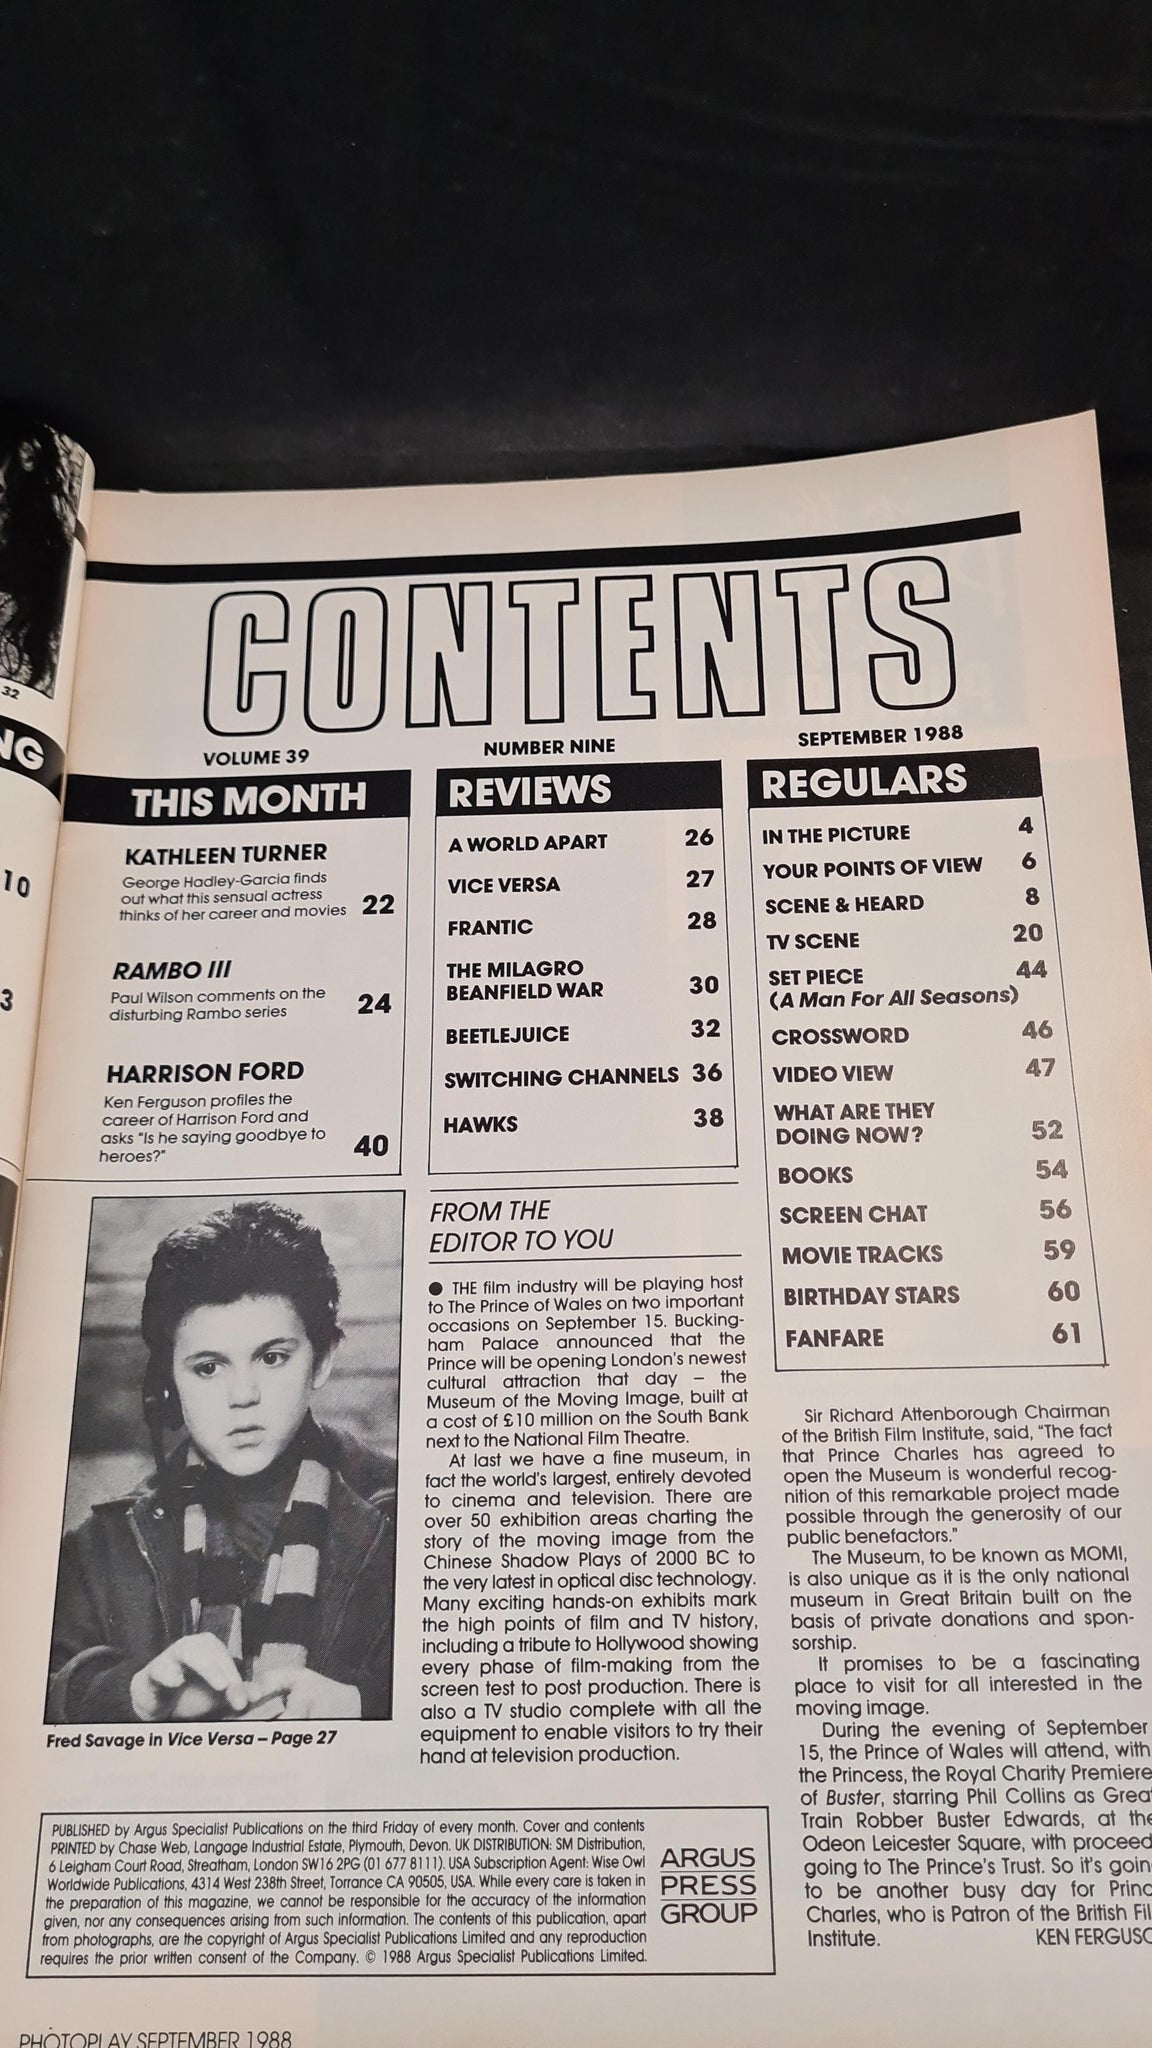 32
NG
10
3
CONTENTS
VOLUME 39
NUMBER NINE
SEPTEMBER 1988
THIS MONTH
KATHLEEN TURNER
George Hadley-Garcia finds
out what this sensual actress
thinks of her career and movies 22
RAMBO III
Paul Wilson comments on the
disturbing Rambo series 24
HARRISON FORD
Ken Ferguson profiles the
career of Harrison Ford and
asks "Is he saying goodbye to
heroes?" 40
REVIEWS
A WORLD APART 26
VICE VERSA 27
FRANTIC 28
THE MILAGRO
BEANFIELD WAR 30
BEETLEJUICE 32
SWITCHING CHANNELS 36
HAWKS 38
REGULARS
IN THE PICTURE 4
YOUR POINTS OF VIEW 6
SCENE & HEARD 8
TV SCENE 20
SET PIECE 44
(A Man For All Seasons)
CROSSWORD 46
VIDEO VIEW 47
WHAT ARE THEY
DOING NOW? 52
BOOKS 54
SCREEN CHAT 56
MOVIE TRACKS 59
BIRTHDAY STARS 60
FANFARE 61
Fred Savage in Vice Versa – Page 27
FROM THE
EDITOR TO YOU
● THE film industry will be playing host
to The Prince of Wales on two important
occasions on September 15. Bucking-
ham Palace announced that the
Prince will be opening London's newest
cultural attraction that day – the
Museum of the Moving Image, built at
a cost of £10 million on the South Bank
next to the National Film Theatre.
At last we have a fine museum, in
fact the world's largest, entirely devoted
to cinema and television. There are
over 50 exhibition areas charting the
story of the moving image from the
Chinese Shadow Plays of 2000 BC to
the very latest in optical disc technology.
Many exciting hands-on exhibits mark
the high points of film and TV history,
including a tribute to Hollywood showing
every phase of film-making from the
screen test to post production. There is
also a TV studio complete with all the
equipment to enable visitors to try their
hand at television production.
Sir Richard Attenborough Chairman
of the British Film Institute, said, "The fact
that Prince Charles has agreed to
open the Museum is wonderful recog-
nition of this remarkable project made
possible through the generosity of our
public benefactors."
The Museum, to be known as MOMI,
is also unique as it is the only national
museum in Great Britain built on the
basis of private donations and spon-
sorship.
It promises to be a fascinating
place to visit for all interested in the
moving image.
During the evening of September
15, the Prince of Wales will attend, with
the Princess, the Royal Charity Premiere
of Buster, starring Phil Collins as Grea
Train Robber Buster Edwards, at the
Odeon Leicester Square, with proceed
going to The Prince's Trust. So it's goin
to be another busy day for Princ
Charles, who is Patron of the British Fil
Institute. KEN FERGUSO
PUBLISHED by Argus Specialist Publications on the third Friday of every month. Cover and contents
PRINTED by Chase Web, Langage Industrial Estate, Plymouth, Devon. UK DISTRIBUTION: SM Distribution,
6 Leigham Court Road, Streatham, London SW16 2PG (01 677 8111). USA Subscription Agent: Wise Owl
Worldwide Publications, 4314 West 238th Street, Torrance CA 90505, USA. While every care is taken in
the preparation of this magazine, we cannot be responsible for the accuracy of the information
given, nor any consequences arising from such information. The contents of this publication, apart
from photographs, are the copyright of Argus Specialist Publications Limited and any reproduction
requires the prior written consent of the Company. © 1988 Argus Specialist Publications Limited.
ARGUS
PRESS
GROUP
PHOTOPLAY SEPTEMBER 1988